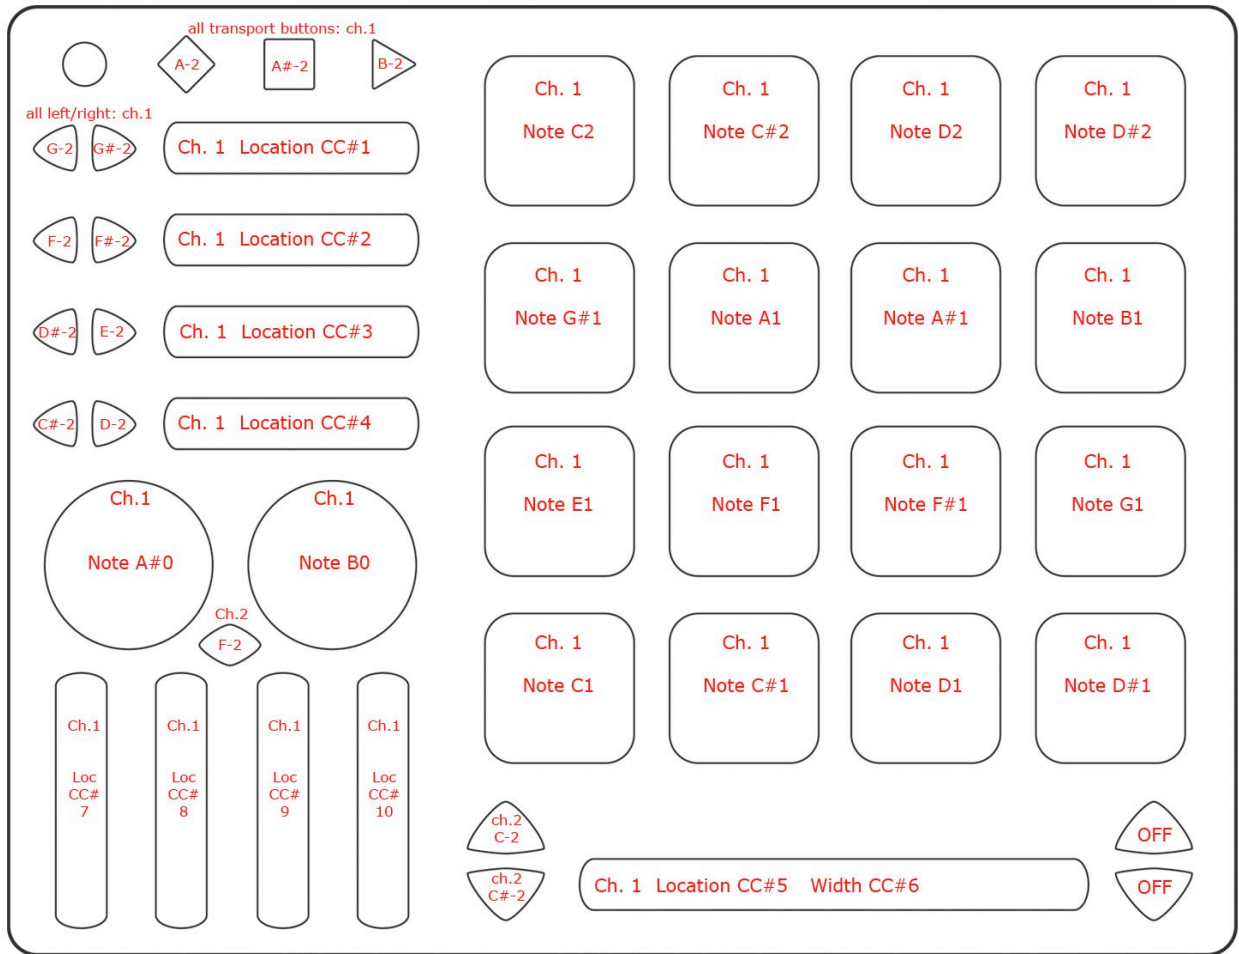 all transport buttons: ch.1
A-2
A#-2
B-2
all left/right: ch.1
G-2
G#-2
Ch. 1 Location CC#1
F-2
F#-2
Ch. 1 Location CC#2
D#-2
E-2
Ch. 1 Location CC#3
C#-2
D-2
Ch. 1 Location CC#4
Ch.1
Note A#0
Ch.1
Note B0
Ch.2
F-2
Ch.1
Loc
CC#
7
Ch.1
Loc
CC#
8
Ch.1
Loc
CC#
9
Ch.1
Loc
CC#
10
Ch. 1
Note C2
Ch. 1
Note C#2
Ch. 1
Note D2
Ch. 1
Note D#2
Ch. 1
Note G#1
Ch. 1
Note A1
Ch. 1
Note A#1
Ch. 1
Note B1
Ch. 1
Note E1
Ch. 1
Note F1
Ch. 1
Note F#1
Ch. 1
Note G1
Ch. 1
Note C1
Ch. 1
Note C#1
Ch. 1
Note D1
Ch. 1
Note D#1
ch.2
C-2
ch.2
C#-2
Ch. 1 Location CC#5 Width CC#6
OFF
OFF